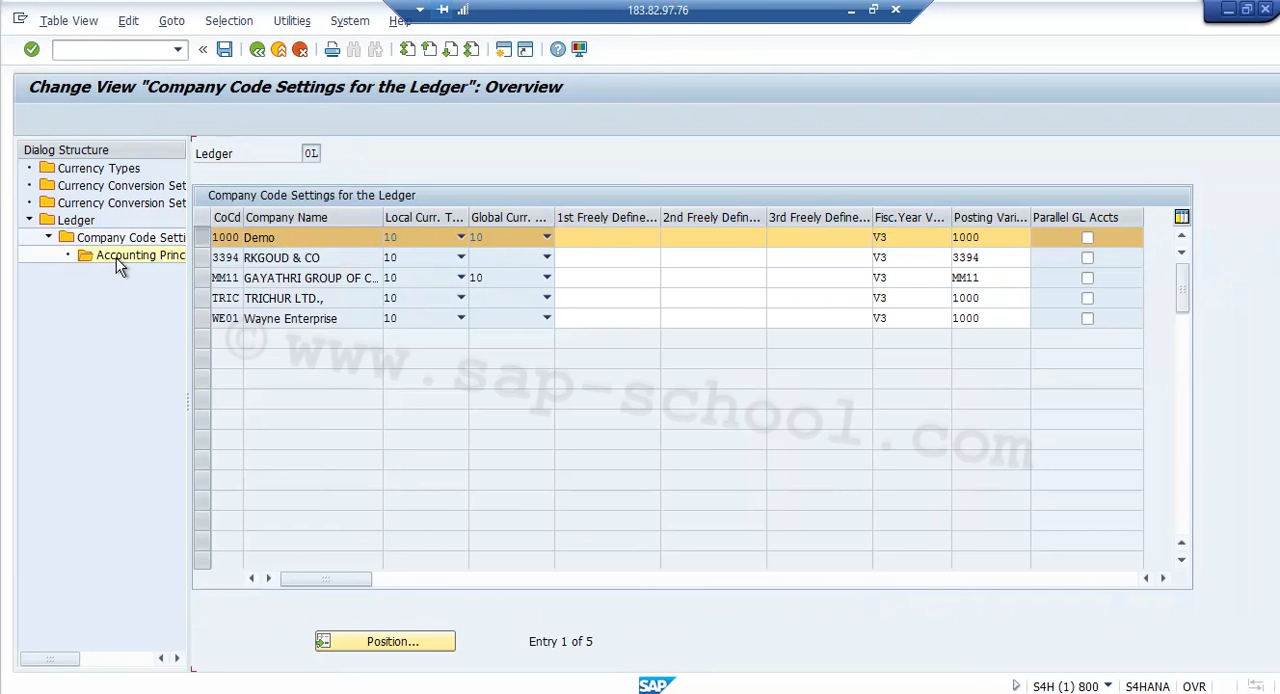 183.82.97.76
Table View Edit Goto Selection Utilities System Help
Change View "Company Code Settings for the Ledger": Overview
Dialog Structure
Currency Types
Currency Conversion Set
Currency Conversion Set
Ledger
Company Code Setti
Accounting Princ
Ledger 0L
Company Code Settings for the Ledger
CoCd Company Name Local Curr. T... Global Curr. ... 1st Freely Define... 2nd Freely Defin... 3rd Freely Define... Fisc.Year V... Posting Vari... Parallel GL Accts
1000 Demo 10 10 V3 1000
3394 RKGOUD & CO 10 V3 3394
MM11 GAYATHRI GROUP OF C... 10 10 V3 MM11
TRIC TRICHUR LTD., 10 V3 1000
WE01 Wayne Enterprise 10 V3 1000
© www.sap-school.com
Position... Entry 1 of 5
SAP
S4H (1) 800 S4HANA OVR